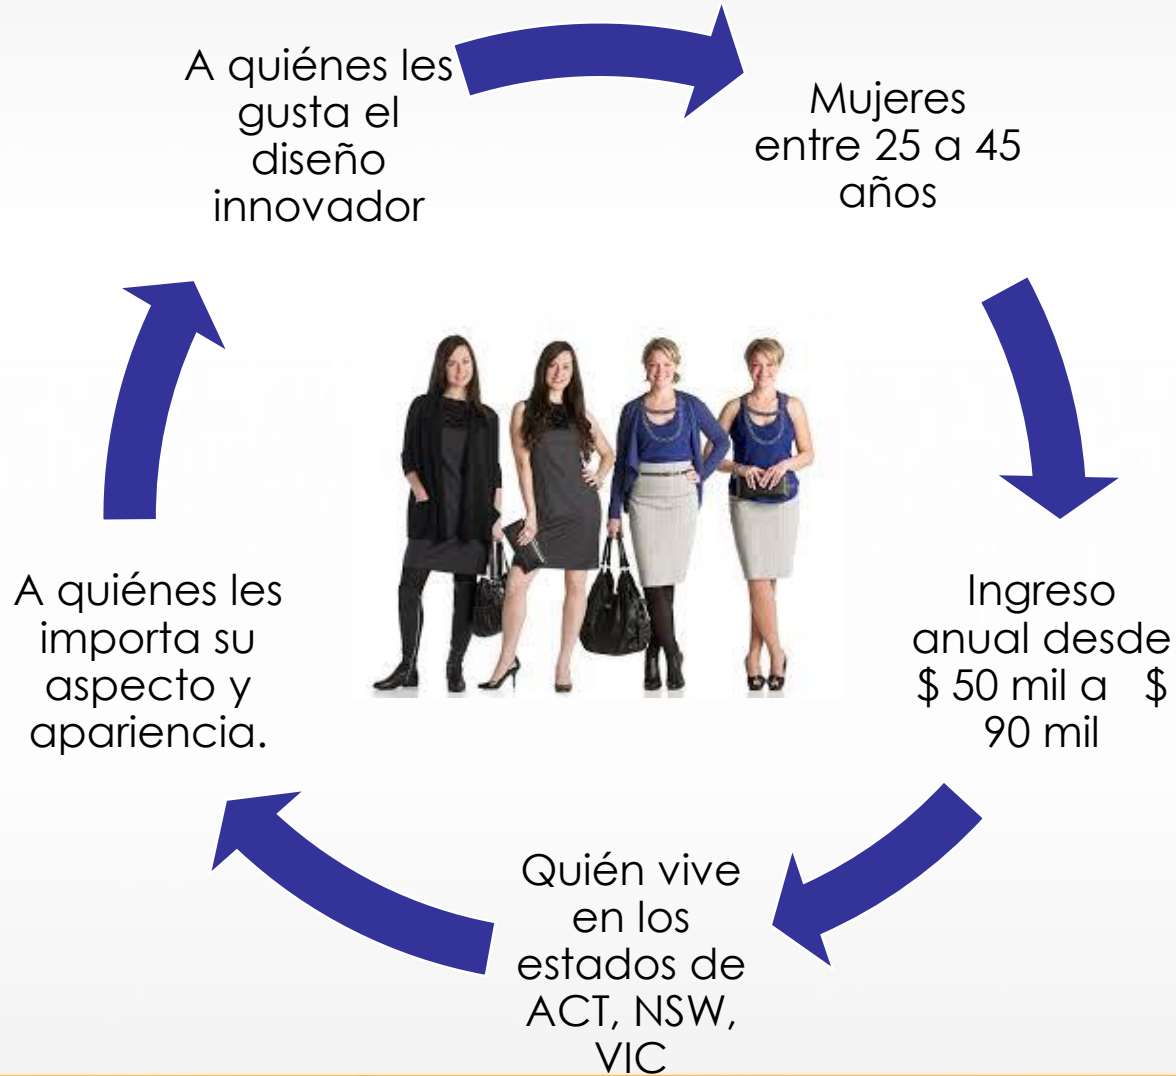 A quiénes les
gusta el
diseño
innovador
Mujeres
entre 25 a 45
años
Ingreso
anual desde
$ 50 mil a $
90 mil
Quién vive
en los
estados de
ACT, NSW,
VIC
A quiénes les
importa su
aspecto y
apariencia.